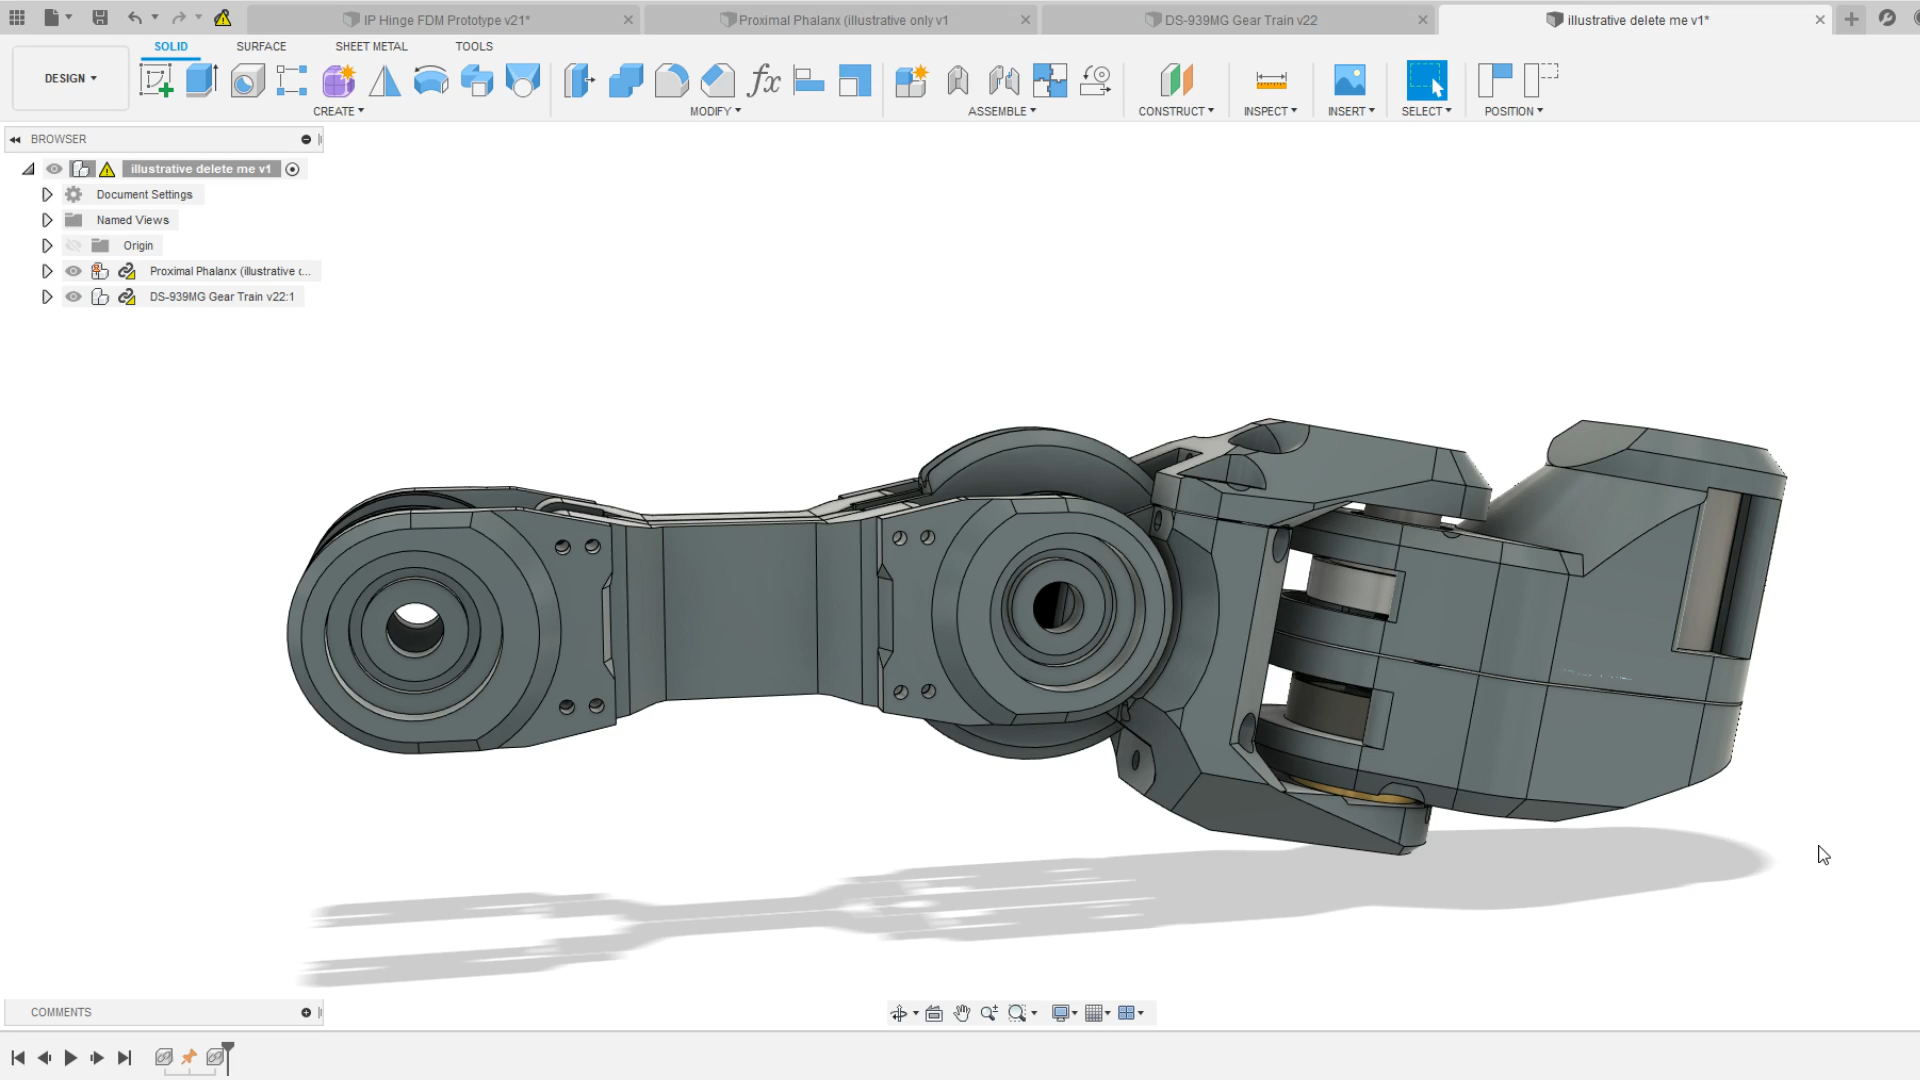 IP Hinge FDM Prototype v21*
Proximal Phalanx (illustrative only v1
DS-939MG Gear Train v22
illustrative delete me v1*
SOLID
SURFACE
SHEET METAL
TOOLS
DESIGN
fx
CREATE
MODIFY
ASSEMBLE
CONSTRUCT
INSPECT
INSERT
SELECT
POSITION
BROWSER
illustrative delete me v1
Document Settings
Named Views
Origin
Proximal Phalanx (illustrative c...
DS-939MG Gear Train v22:1
COMMENTS